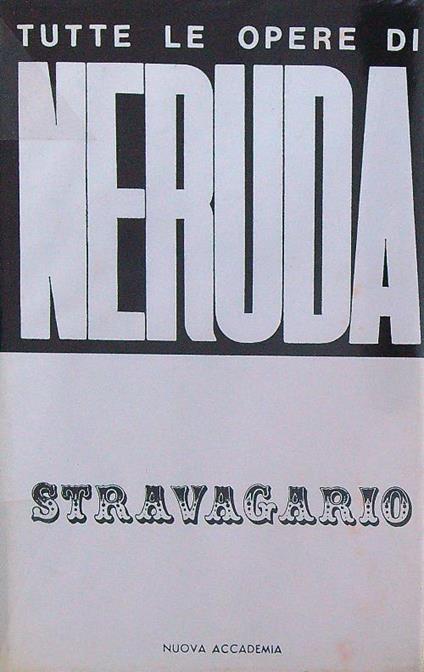 TUTTE LE OPERE DI
NERUDA
STRAVAGARIO
NUOVA ACCADEMIA